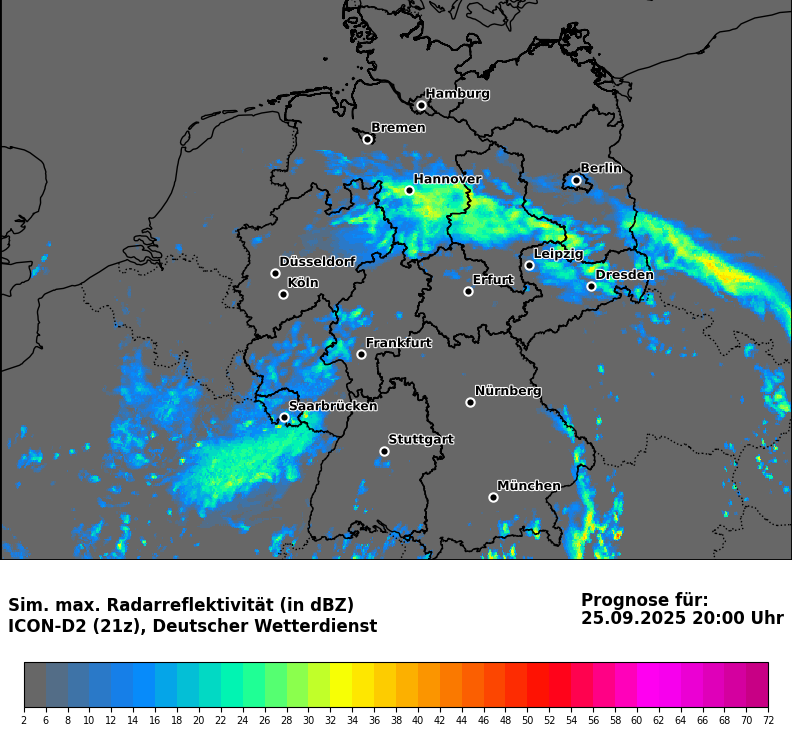 Hamburg
Bremen
Berlin
Hannover
Leipzig
Düsseldorf
Dresden
Köln
Erfurt
Frankfurt
Nürnberg
Saarbrücken
Stuttgart
München
Sim. max. Radarreflektivität (in dBZ)
ICON-D2 (21z), Deutscher Wetterdienst
Prognose für:
25.09.2025 20:00 Uhr
2 6 8 10 12 14 16 18 20 22 24 26 28 30 32 34 36 38 40 42 44 46 48 50 52 54 56 58 60 62 64 66 68 70 72